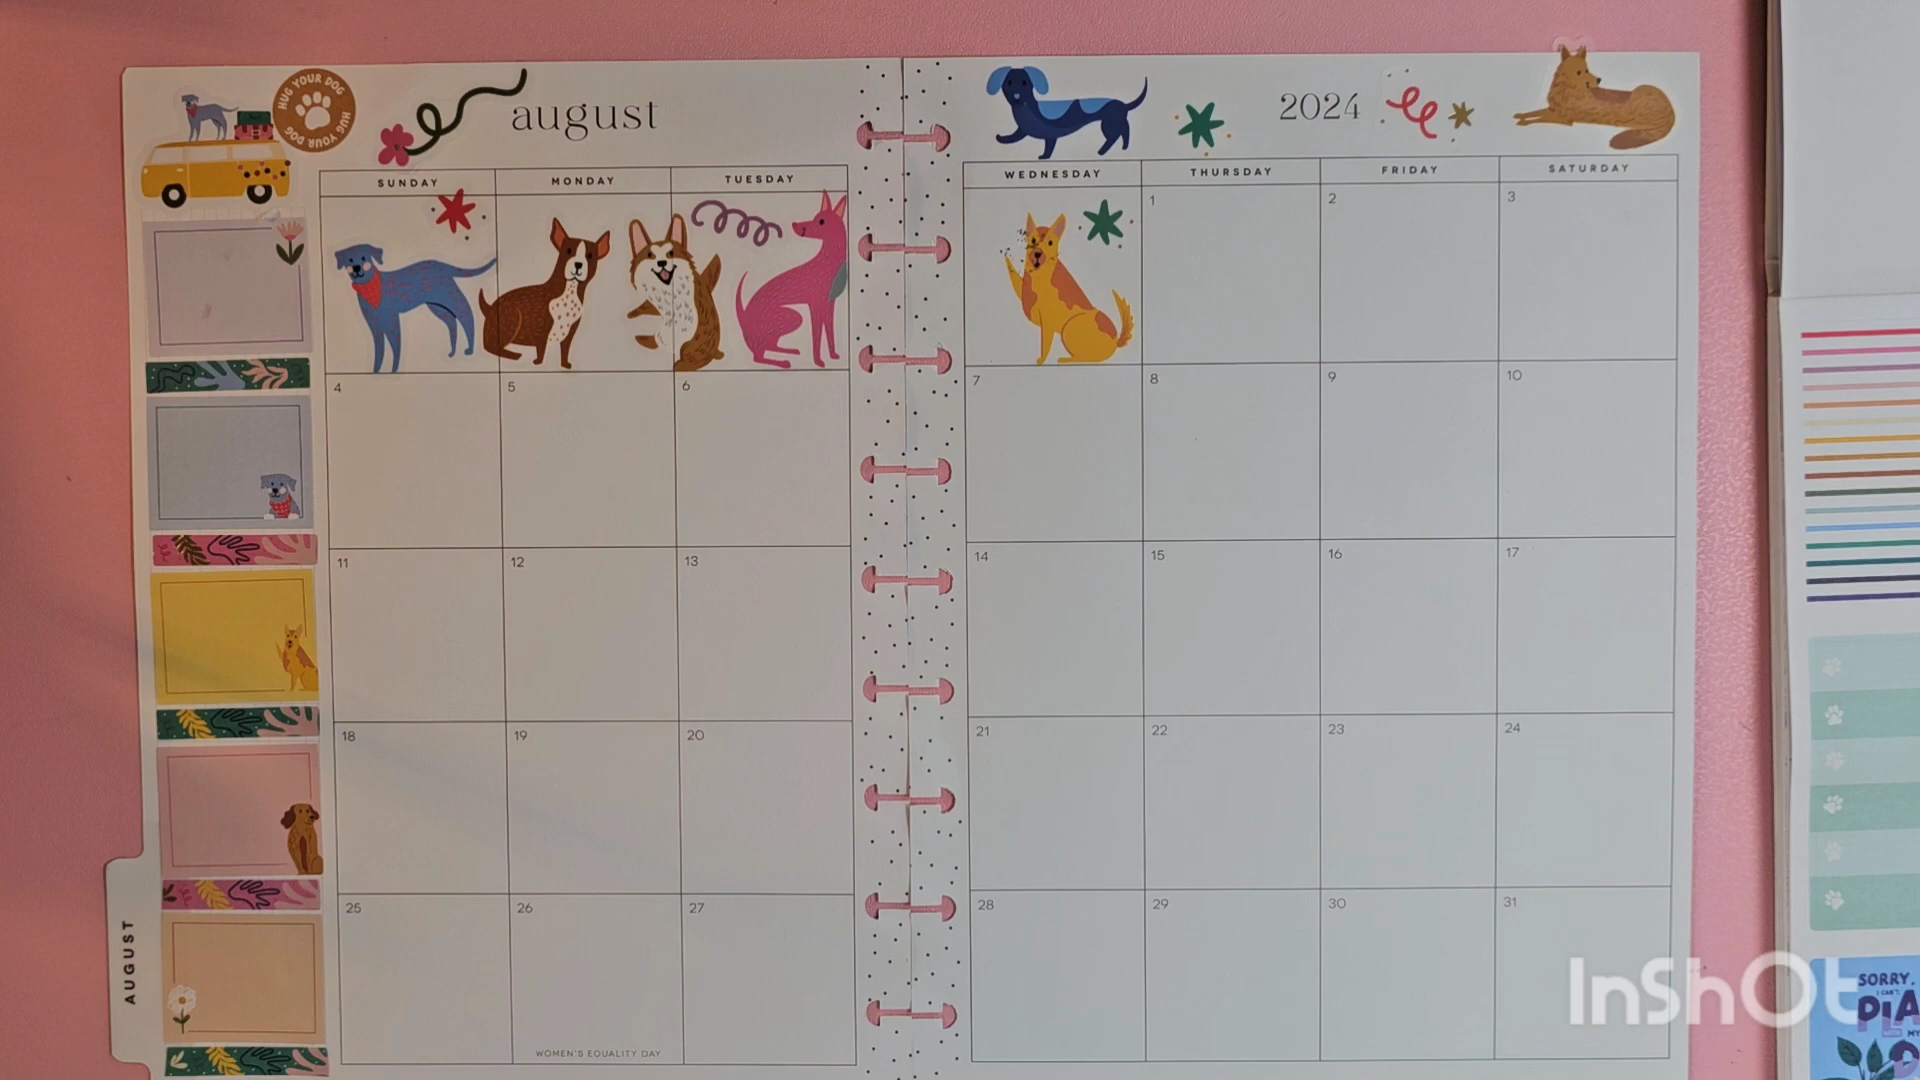 HUG YOUR DOG
HUG YOUR DOG
august
2024
SUNDAY MONDAY TUESDAY WEDNESDAY THURSDAY FRIDAY SATURDAY
1 2 3
4 5 6 7 8 9 10
11 12 13 14 15 16 17
18 19 20 21 22 23 24
25 26 27 28 29 30 31
WOMEN'S EQUALITY DAY
AUGUST
SORRY,
I CAN'T
MY
InShOt